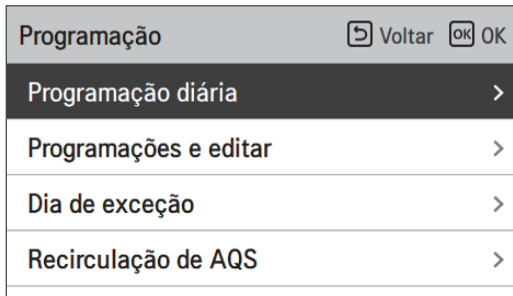 Programação Voltar OK OK
Programação diária
Programações e editar
Dia de exceção
Recirculação de AQS